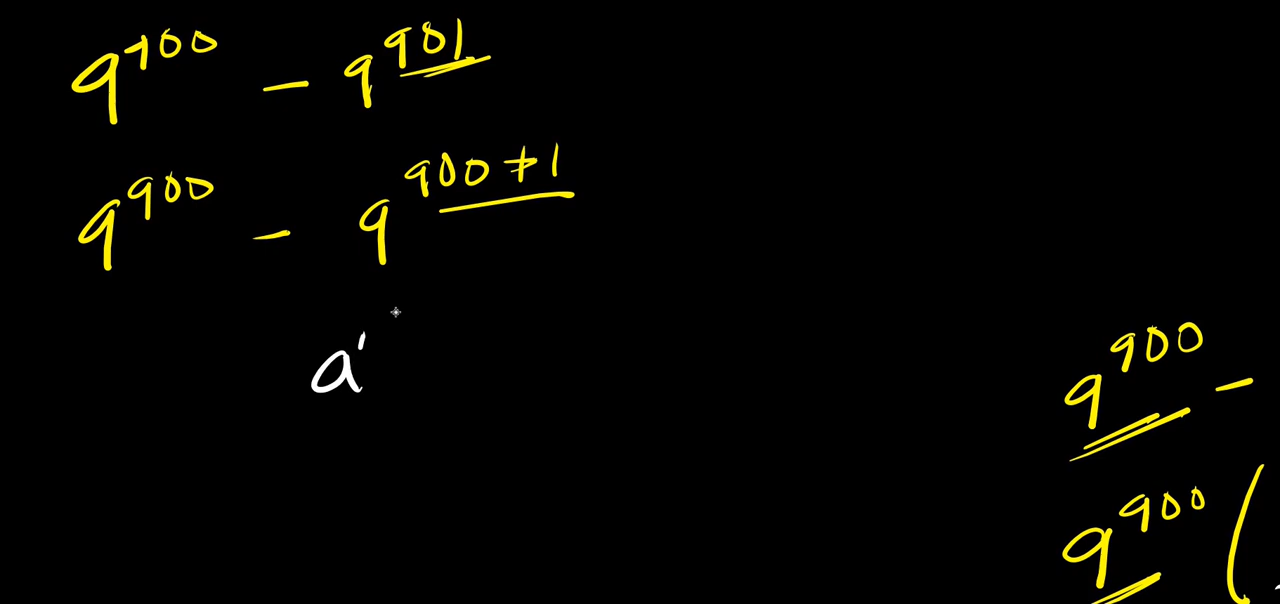 9^900 - 9^901
9^900 - 9^900+1
a'
9^900 -
9^900 (